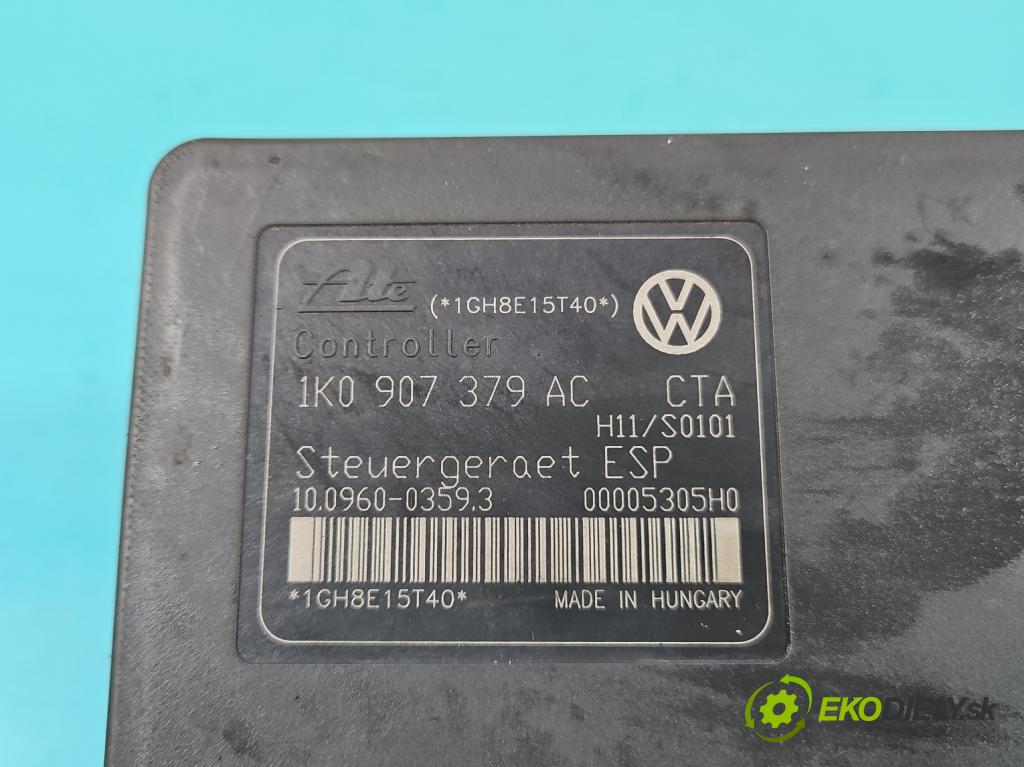 Ate (*1GH8E15T40*)
Controller
1K0 907 379 AC CTA
H11/S0101
Steuergeraet ESP
10.0960-0359.3 00005305H0
*1GH8E15T40* MADE IN HUNGARY
EKODIELY.sk